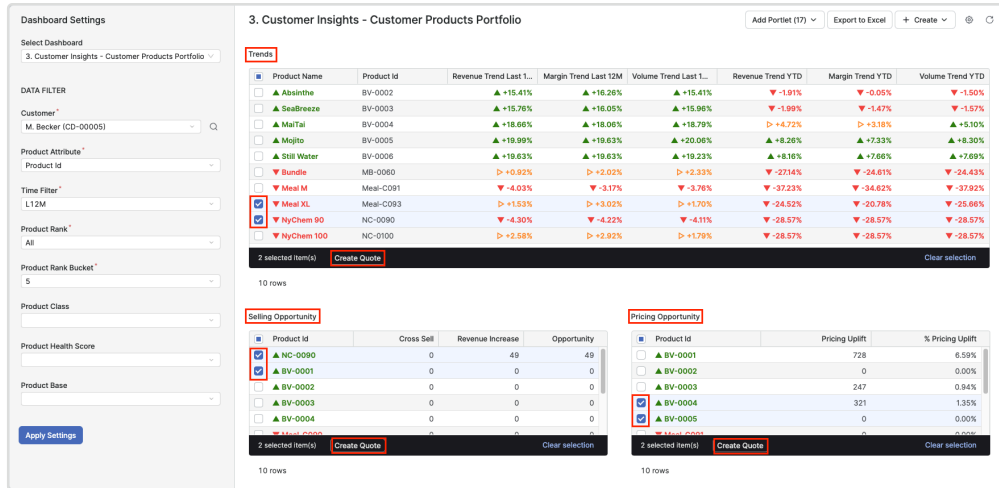 Dashboard Settings
Select Dashboard
3. Customer Insights - Customer Products Portfolio
DATA FILTER
Customer*
M. Becker (CD-00005)
Product Attribute*
Product Id
Time Filter*
L12M
Product Rank*
All
Product Rank Bucket*
5
Product Class
Product Health Score
Product Base
Apply Settings
3. Customer Insights - Customer Products Portfolio
Add Portlet (17) Export to Excel + Create
Trends
Product Name Product Id Revenue Trend Last 1... Margin Trend Last 12M Volume Trend Last 1... Revenue Trend YTD Margin Trend YTD Volume Trend YTD
▲ Absinthe BV-0002 ▲ +15.41% ▲ +16.26% ▲ +15.41% ▼ -1.91% ▼ -0.05% ▼ -1.50%
▲ SeaBreeze BV-0003 ▲ +15.76% ▲ +16.05% ▲ +15.96% ▼ -1.99% ▼ -1.47% ▼ -1.57%
▲ MaiTai BV-0004 ▲ +18.66% ▲ +18.06% ▲ +18.79% ▷ +4.72% ▷ +3.18% ▲ +5.10%
▲ Mojito BV-0005 ▲ +19.99% ▲ +19.63% ▲ +20.06% ▲ +8.26% ▲ +7.33% ▲ +8.30%
▲ Still Water BV-0006 ▲ +19.63% ▲ +19.63% ▲ +19.23% ▲ +8.16% ▲ +7.66% ▲ +7.69%
▼ Bundle MB-0060 ▷ +0.92% ▷ +2.02% ▷ +2.33% ▼ -27.14% ▼ -24.61% ▼ -24.43%
▼ Meal M Meal-C091 ▼ -4.03% ▼ -3.17% ▼ -3.76% ▼ -37.23% ▼ -34.62% ▼ -37.92%
▼ Meal XL Meal-C093 ▷ +1.53% ▷ +3.02% ▷ +1.70% ▼ -24.52% ▼ -20.78% ▼ -25.66%
▼ NyChem 90 NC-0090 ▼ -4.30% ▼ -4.22% ▼ -4.11% ▼ -28.57% ▼ -28.57% ▼ -28.57%
▼ NyChem 100 NC-0100 ▷ +2.58% ▷ +2.92% ▷ +1.79% ▼ -28.57% ▼ -28.57% ▼ -28.57%
2 selected item(s) Create Quote Clear selection
10 rows
Selling Opportunity
Product Id Cross Sell Revenue Increase Opportunity
▲ NC-0090 0 49 49
▲ BV-0001 0 0 0
▲ BV-0002 0 0 0
▲ BV-0003 0 0 0
▲ BV-0004 0 0 0
2 selected item(s) Create Quote Clear selection
10 rows
Pricing Opportunity
Product Id Pricing Uplift % Pricing Uplift
▲ BV-0001 728 6.59%
▲ BV-0002 0 0.00%
▲ BV-0003 247 0.94%
▲ BV-0004 321 1.35%
▲ BV-0005 0 0.00%
2 selected item(s) Create Quote Clear selection
10 rows